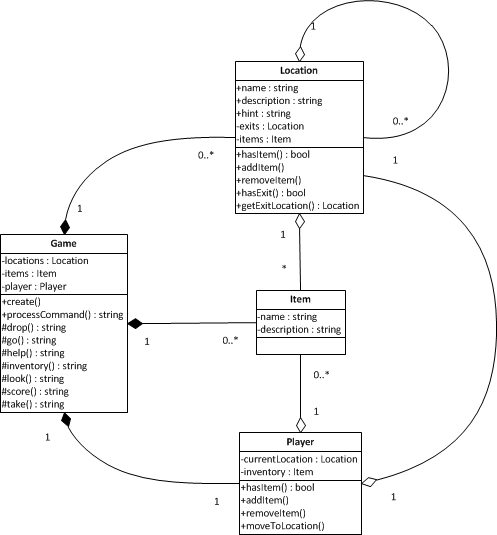 1
Location
+name : string
+description : string
+hint : string
-exits : Location
-items : Item
+hasItem() : bool
+addItem()
+removeItem()
+hasExit() : bool
+getExitLocation() : Location
0..*
1
0..*
1
1
*
Game
-locations : Location
-items : Item
-player : Player
+create()
+processCommand() : string
#drop() : string
#go() : string
#help() : string
#inventory() : string
#look() : string
#score() : string
#take() : string
Item
-name : string
-description : string
1
0..*
0..*
1
1
1
Player
-currentLocation : Location
-inventory : Item
+hasItem() : bool
+addItem()
+removeItem()
+moveToLocation()
1